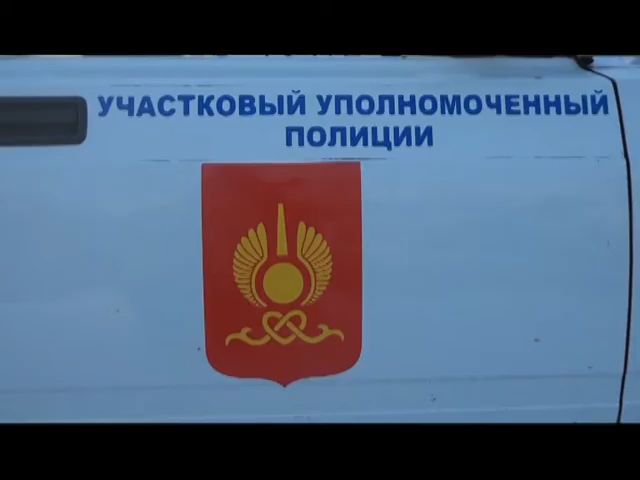 УЧАСТКОВЫЙ УПОЛНОМОЧЕННЫЙ
ПОЛИЦИИ